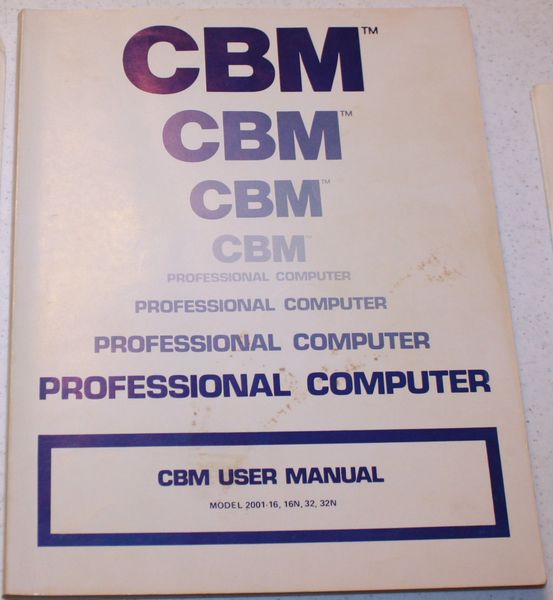 CBM™
CBM™
CBM™
CBM™
PROFESSIONAL COMPUTER
PROFESSIONAL COMPUTER
PROFESSIONAL COMPUTER
PROFESSIONAL COMPUTER
CBM USER MANUAL
MODEL 2001-16, 16N, 32, 32N